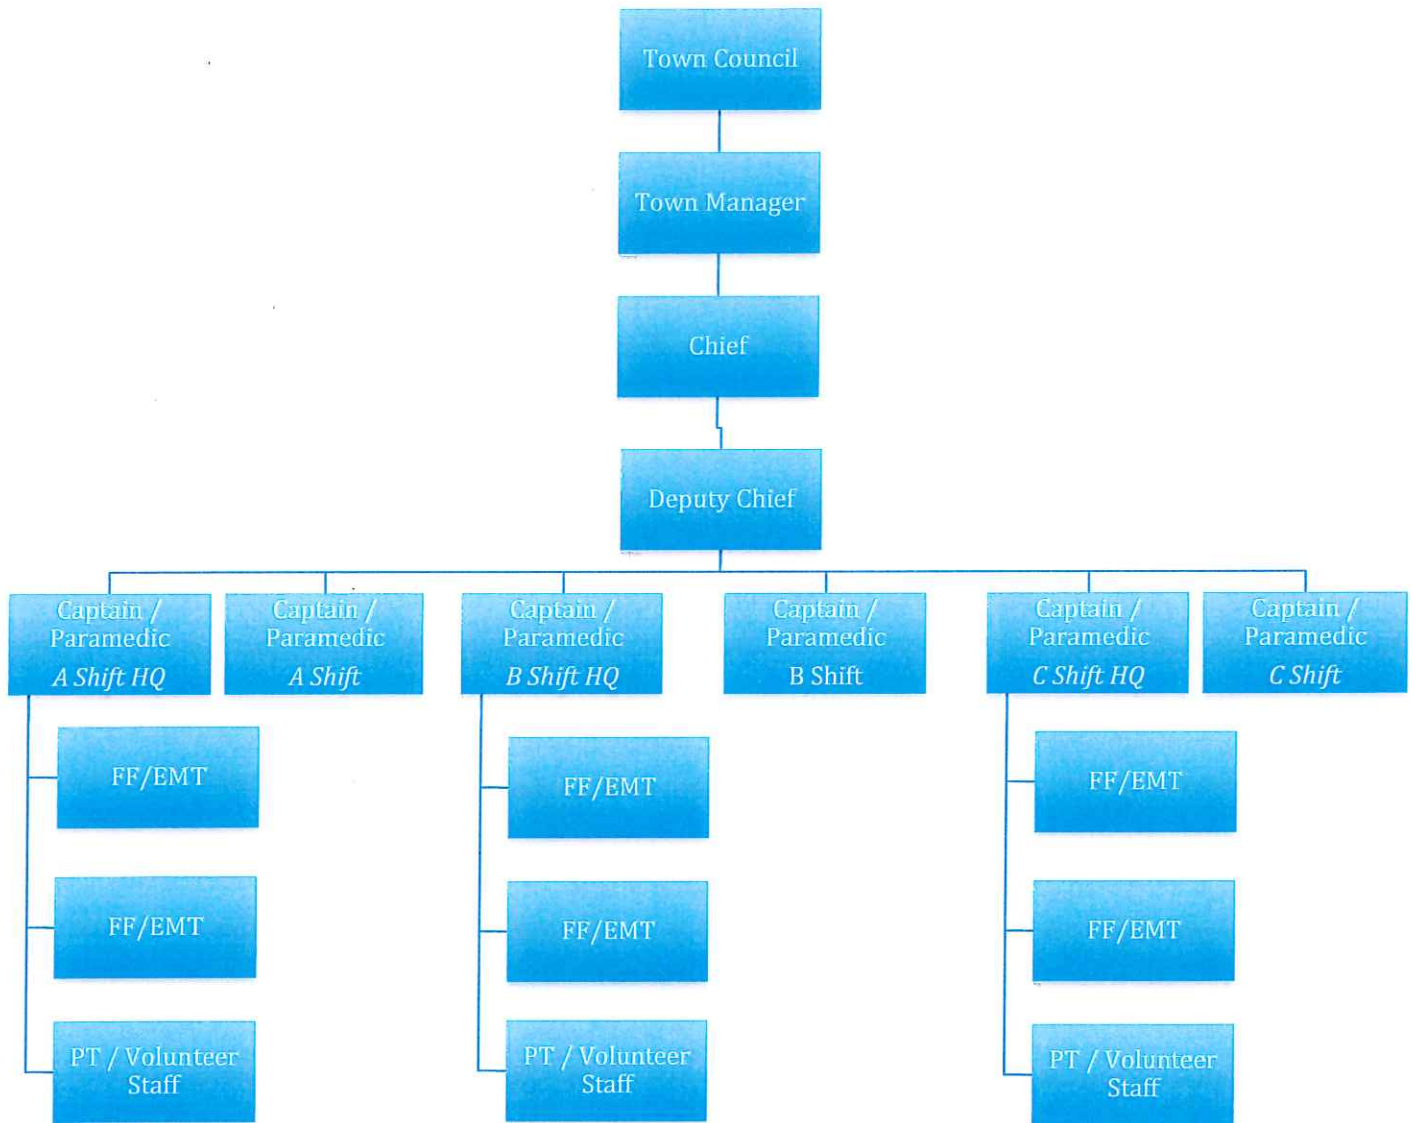 Town Council
Town Manager
Chief
Deputy Chief
Captain /
Paramedic
A Shift HQ
Captain /
Paramedic
A Shift
Captain /
Paramedic
B Shift HQ
Captain /
Paramedic
B Shift
Captain /
Paramedic
C Shift HQ
Captain /
Paramedic
C Shift
FF/EMT
FF/EMT
PT / Volunteer
Staff
FF/EMT
FF/EMT
PT / Volunteer
Staff
FF/EMT
FF/EMT
PT / Volunteer
Staff